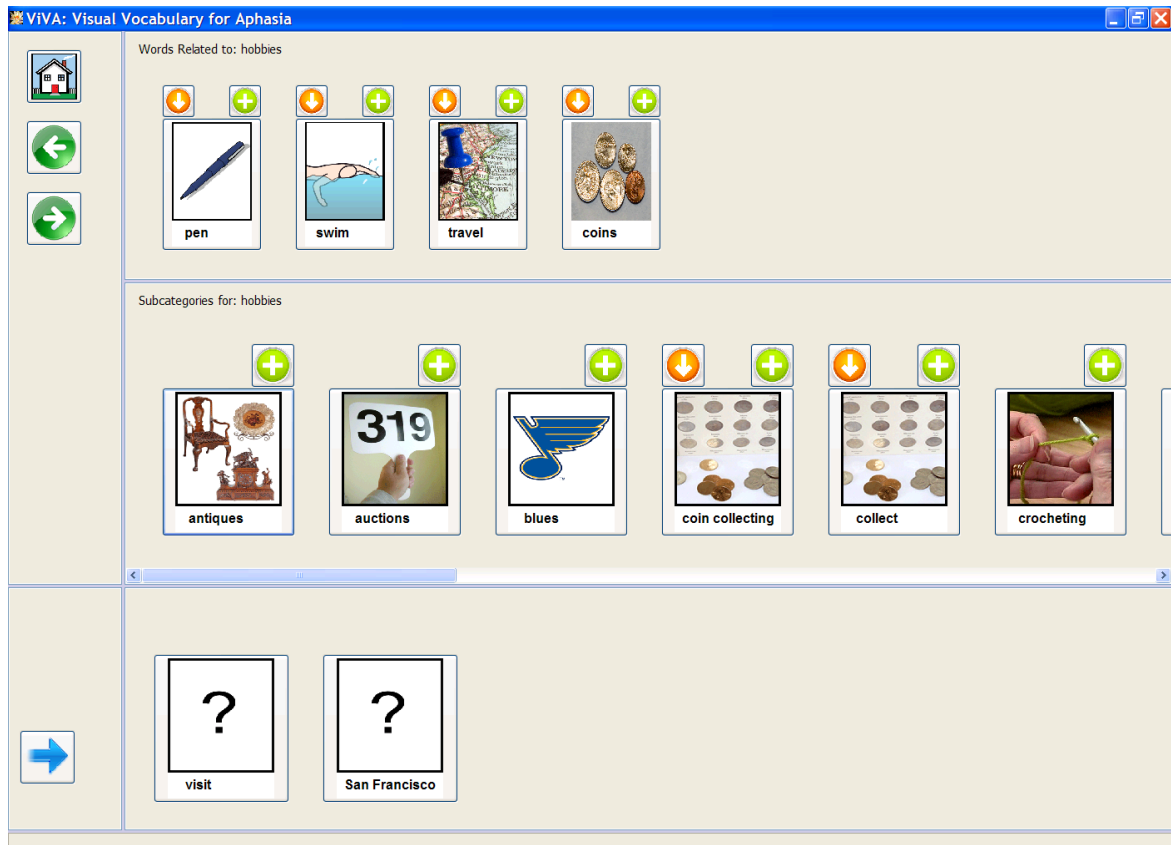 ViVA: Visual Vocabulary for Aphasia
Words Related to: hobbies
pen
swim
travel
coins
Subcategories for: hobbies
319
antiques
auctions
blues
coin collecting
collect
crocheting
?
?
visit
San Francisco